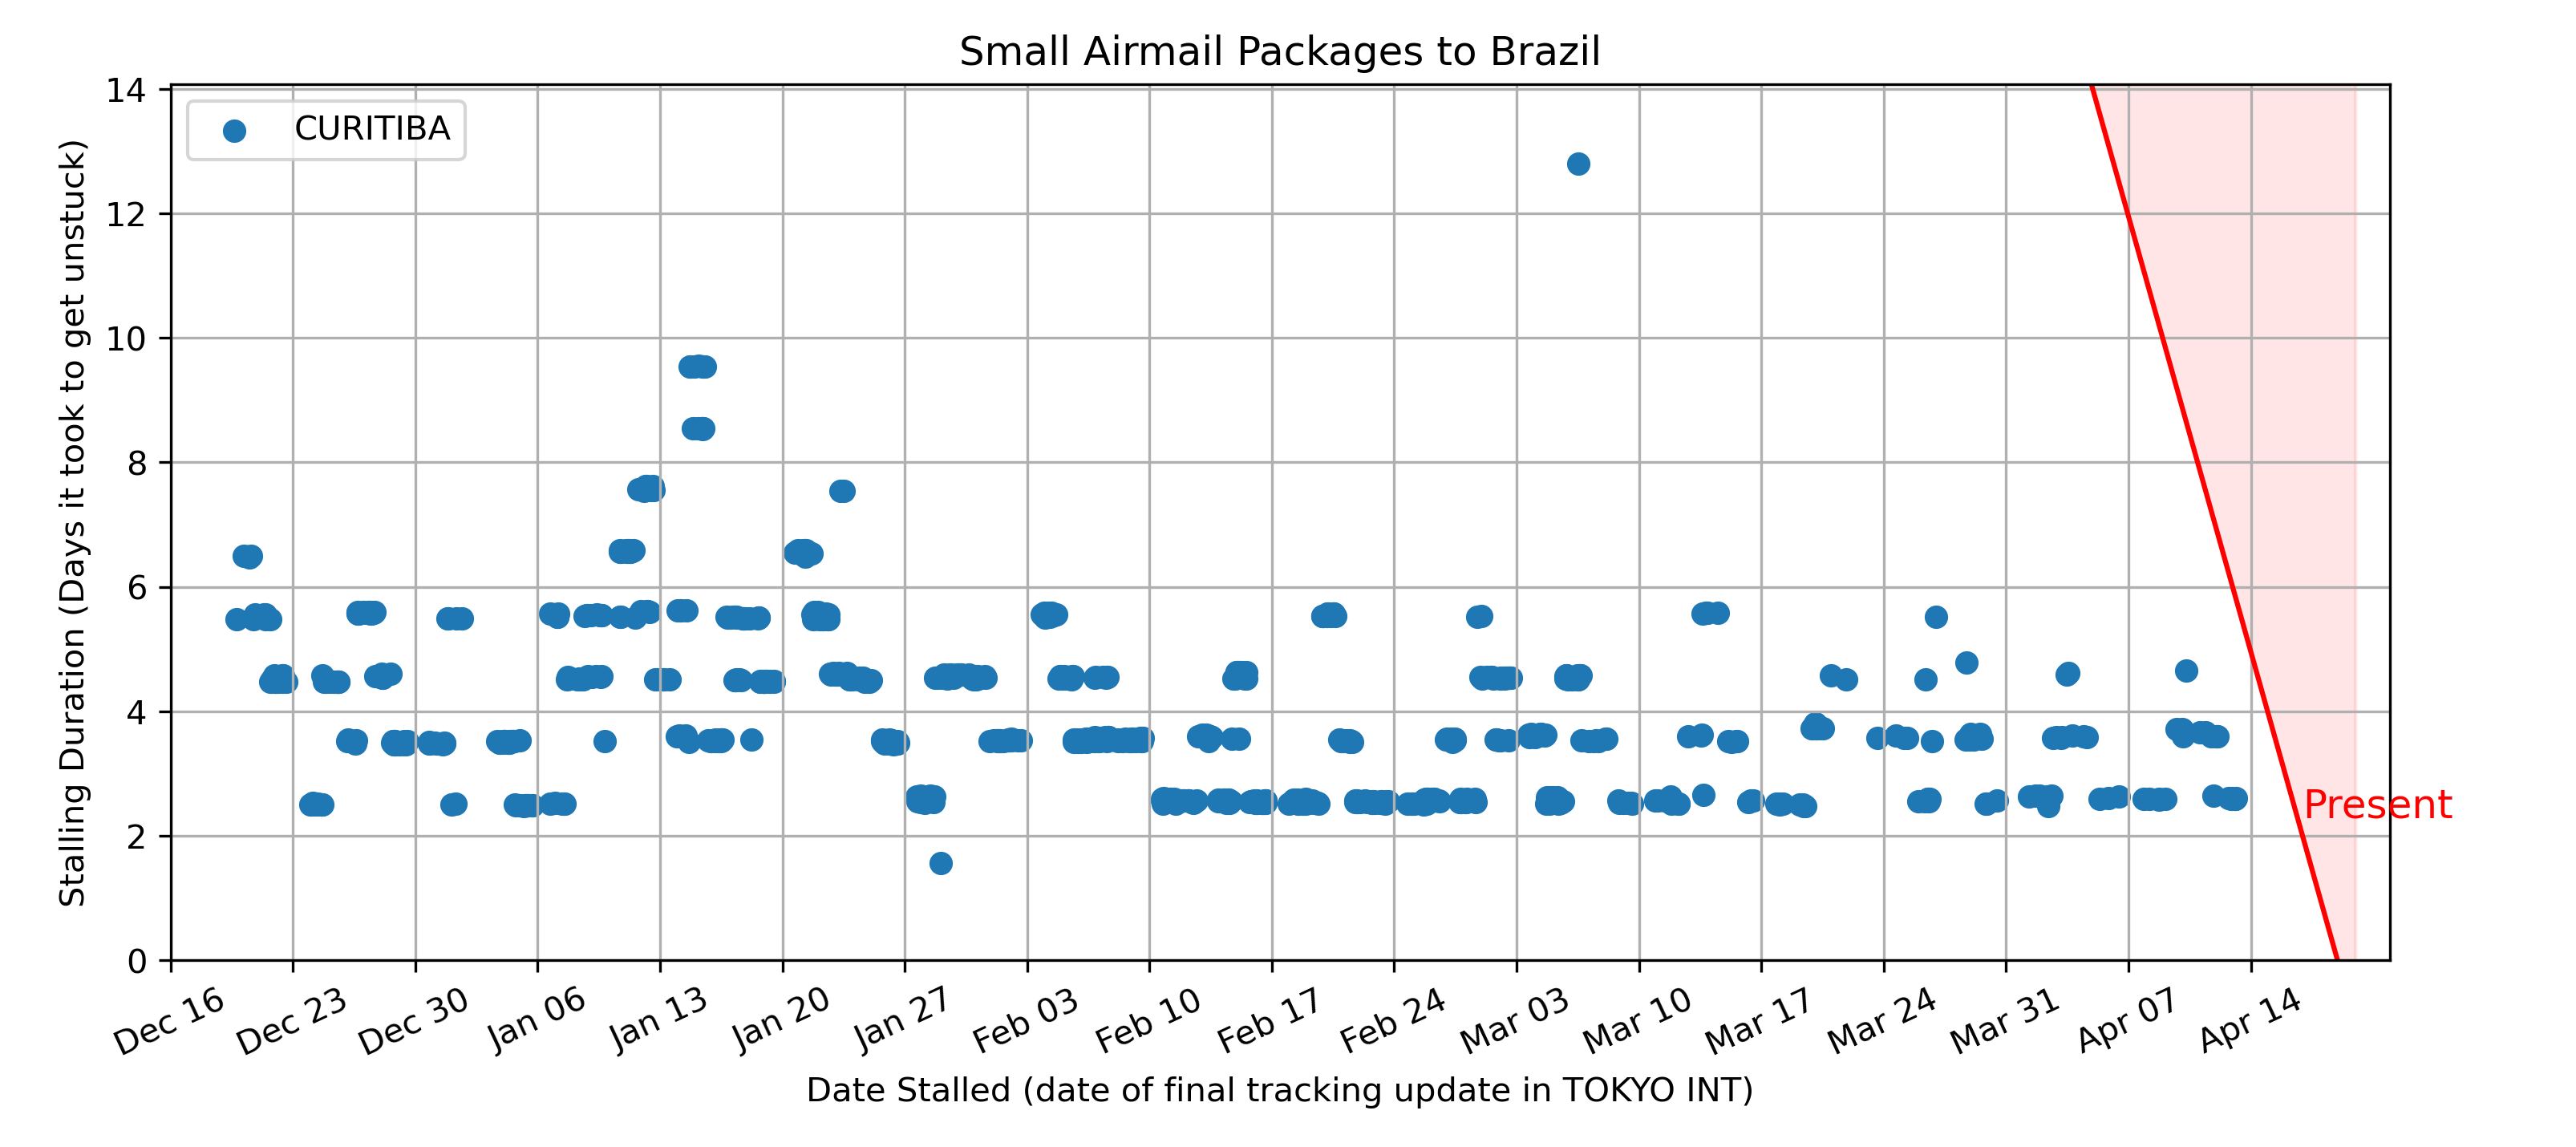 Small Airmail Packages to Brazil
CURITIBA
Stalling Duration (Days it took to get unstuck)
14
12
10
8
6
4
2
0
Present
Dec 16
Dec 23
Dec 30
Jan 06
Jan 13
Jan 20
Jan 27
Feb 03
Feb 10
Feb 17
Feb 24
Mar 03
Mar 10
Mar 17
Mar 24
Mar 31
Apr 07
Apr 14
Date Stalled (date of final tracking update in TOKYO INT)